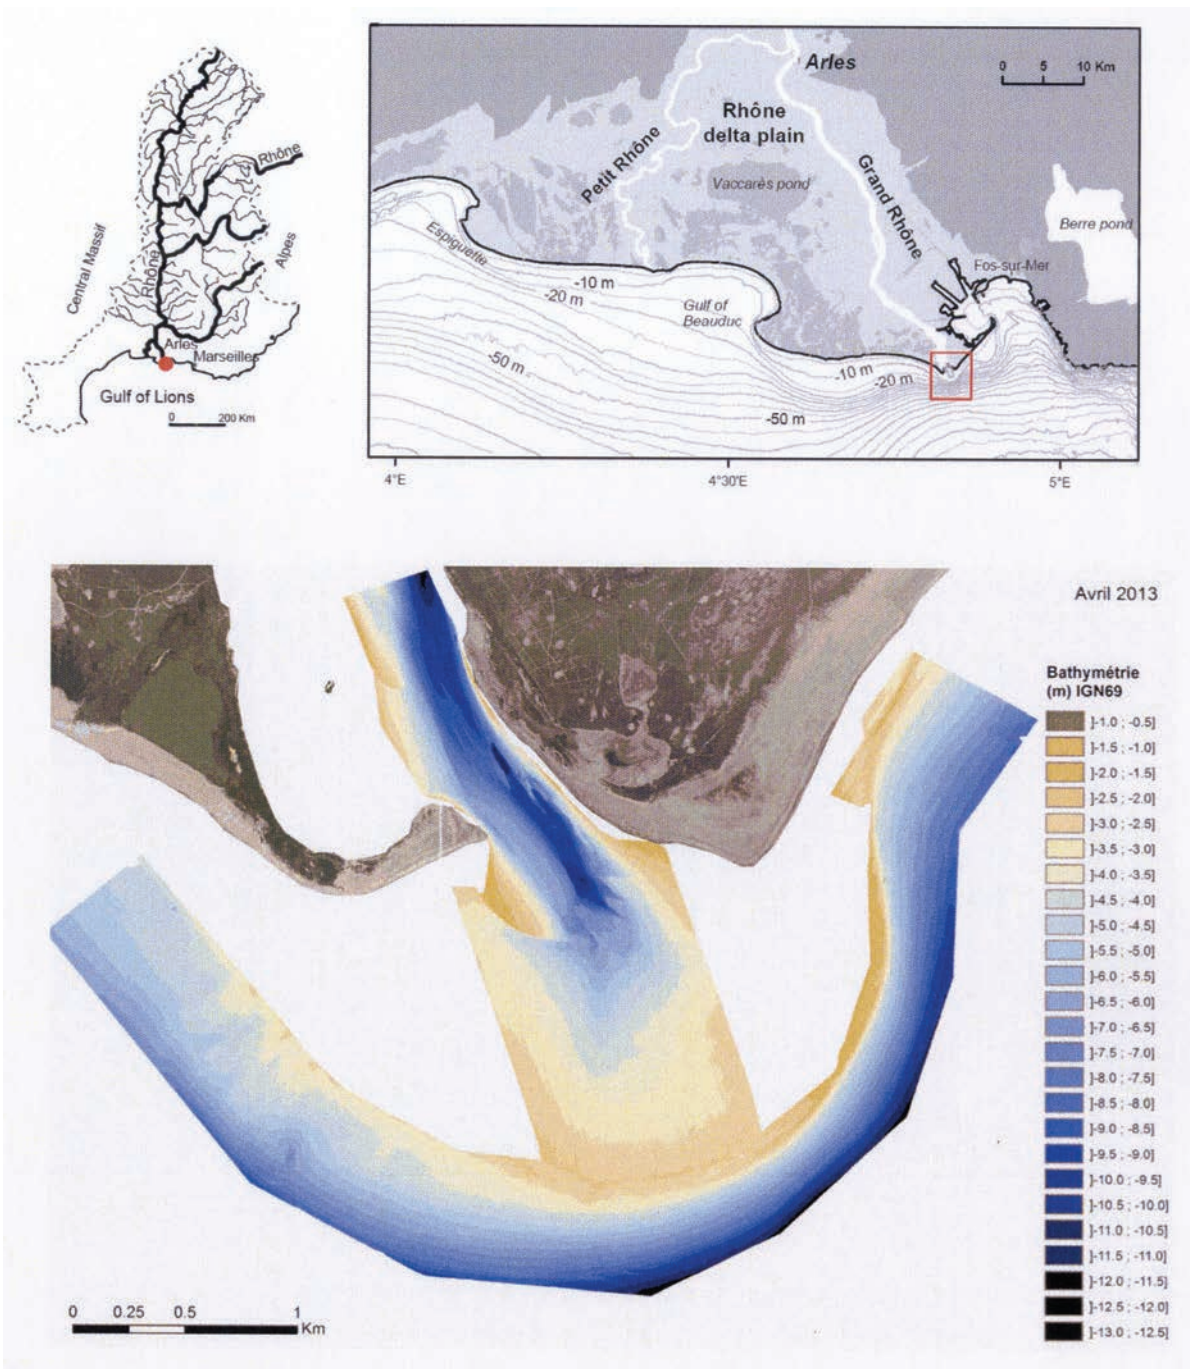 Rhône
Central Massif
Rhône
Alpes
Arles
Marseilles
Gulf of Lions
0 200 Km
Arles
0 5 10 Km
Rhône
delta plain
Petit Rhône
Vaccarès pond
Grand Rhône
Berre pond
Fos-sur-Mer
Espiguette
-10 m
-20 m
Gulf of
Beauduc
-50 m
-10 m
-20 m
-50 m
4°E
4°30'E
5°E
Avril 2013
Bathymétrie
(m) IGN69
]-1.0 ; -0.5]
]-1.5 ; -1.0]
]-2.0 ; -1.5]
]-2.5 ; -2.0]
]-3.0 ; -2.5]
]-3.5 ; -3.0]
]-4.0 ; -3.5]
]-4.5 ; -4.0]
]-5.0 ; -4.5]
]-5.5 ; -5.0]
]-6.0 ; -5.5]
]-6.5 ; -6.0]
]-7.0 ; -6.5]
]-7.5 ; -7.0]
]-8.0 ; -7.5]
]-8.5 ; -8.0]
]-9.0 ; -8.5]
]-9.5 ; -9.0]
]-10.0 ; -9.5]
]-10.5 ; -10.0]
]-11.0 ; -10.5]
]-11.5 ; -11.0]
]-12.0 ; -11.5]
]-12.5 ; -12.0]
]-13.0 ; -12.5]
0 0.25 0.5 1
Km